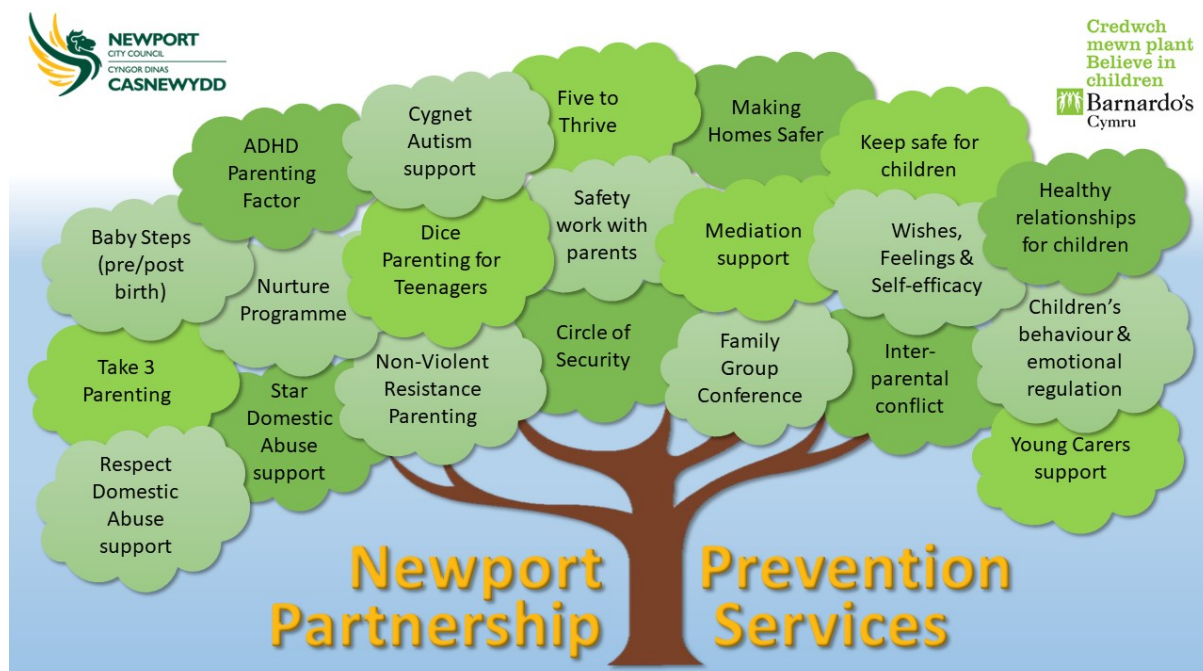 NEWPORT
CITY COUNCIL
CYNGOR DINAS
CASNEWYDD
Credwch
mewn plant
Believe in
children
Barnardo's
Cymru
ADHD
Parenting
Factor
Cygnet
Autism
support
Five to
Thrive
Making
Homes Safer
Keep safe for
children
Healthy
relationships
for children
Baby Steps
(pre/post
birth)
Nurture
Programme
Dice
Parenting for
Teenagers
Safety
work with
parents
Mediation
support
Wishes,
Feelings &
Self-efficacy
Children's
behaviour &
emotional
regulation
Take 3
Parenting
Star
Domestic
Abuse
support
Non-Violent
Resistance
Parenting
Circle of
Security
Family
Group
Conference
Inter-
parental
conflict
Young Carers
support
Respect
Domestic
Abuse
support
Newport
Partnership
Prevention
Services